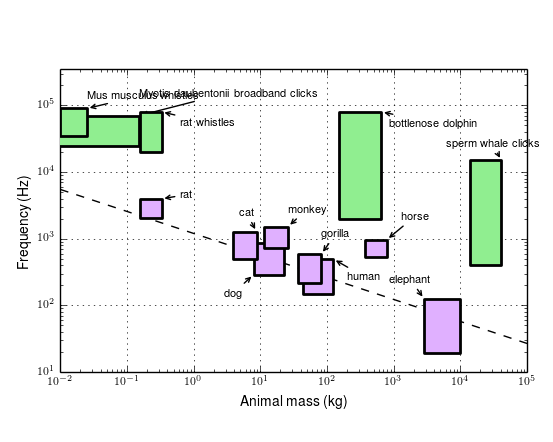 Mus musculus whistles
Myotis daubentonii broadband clicks
rat whistles
bottlenose dolphin
sperm whale clicks
rat
cat
monkey
horse
gorilla
human
elephant
dog
Frequency (Hz)
10^5
10^4
10^3
10^2
10^1
10^-2
10^-1
10^0
10^1
10^2
10^3
10^4
10^5
Animal mass (kg)